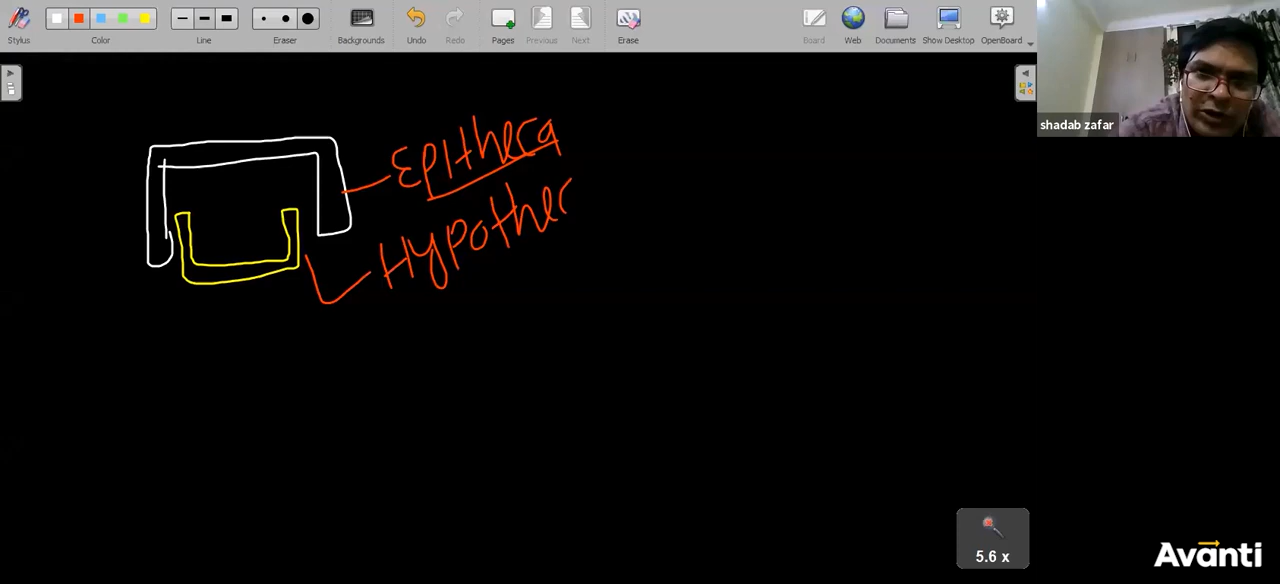 Stylus
Color
Line
Eraser
Backgrounds
Undo
Redo
Pages
Previous
Next
Erase
Board
Web
Documents
Show Desktop
OpenBoard
shadab zafar
Epitheca
Hypother
5.6 x
Avanti